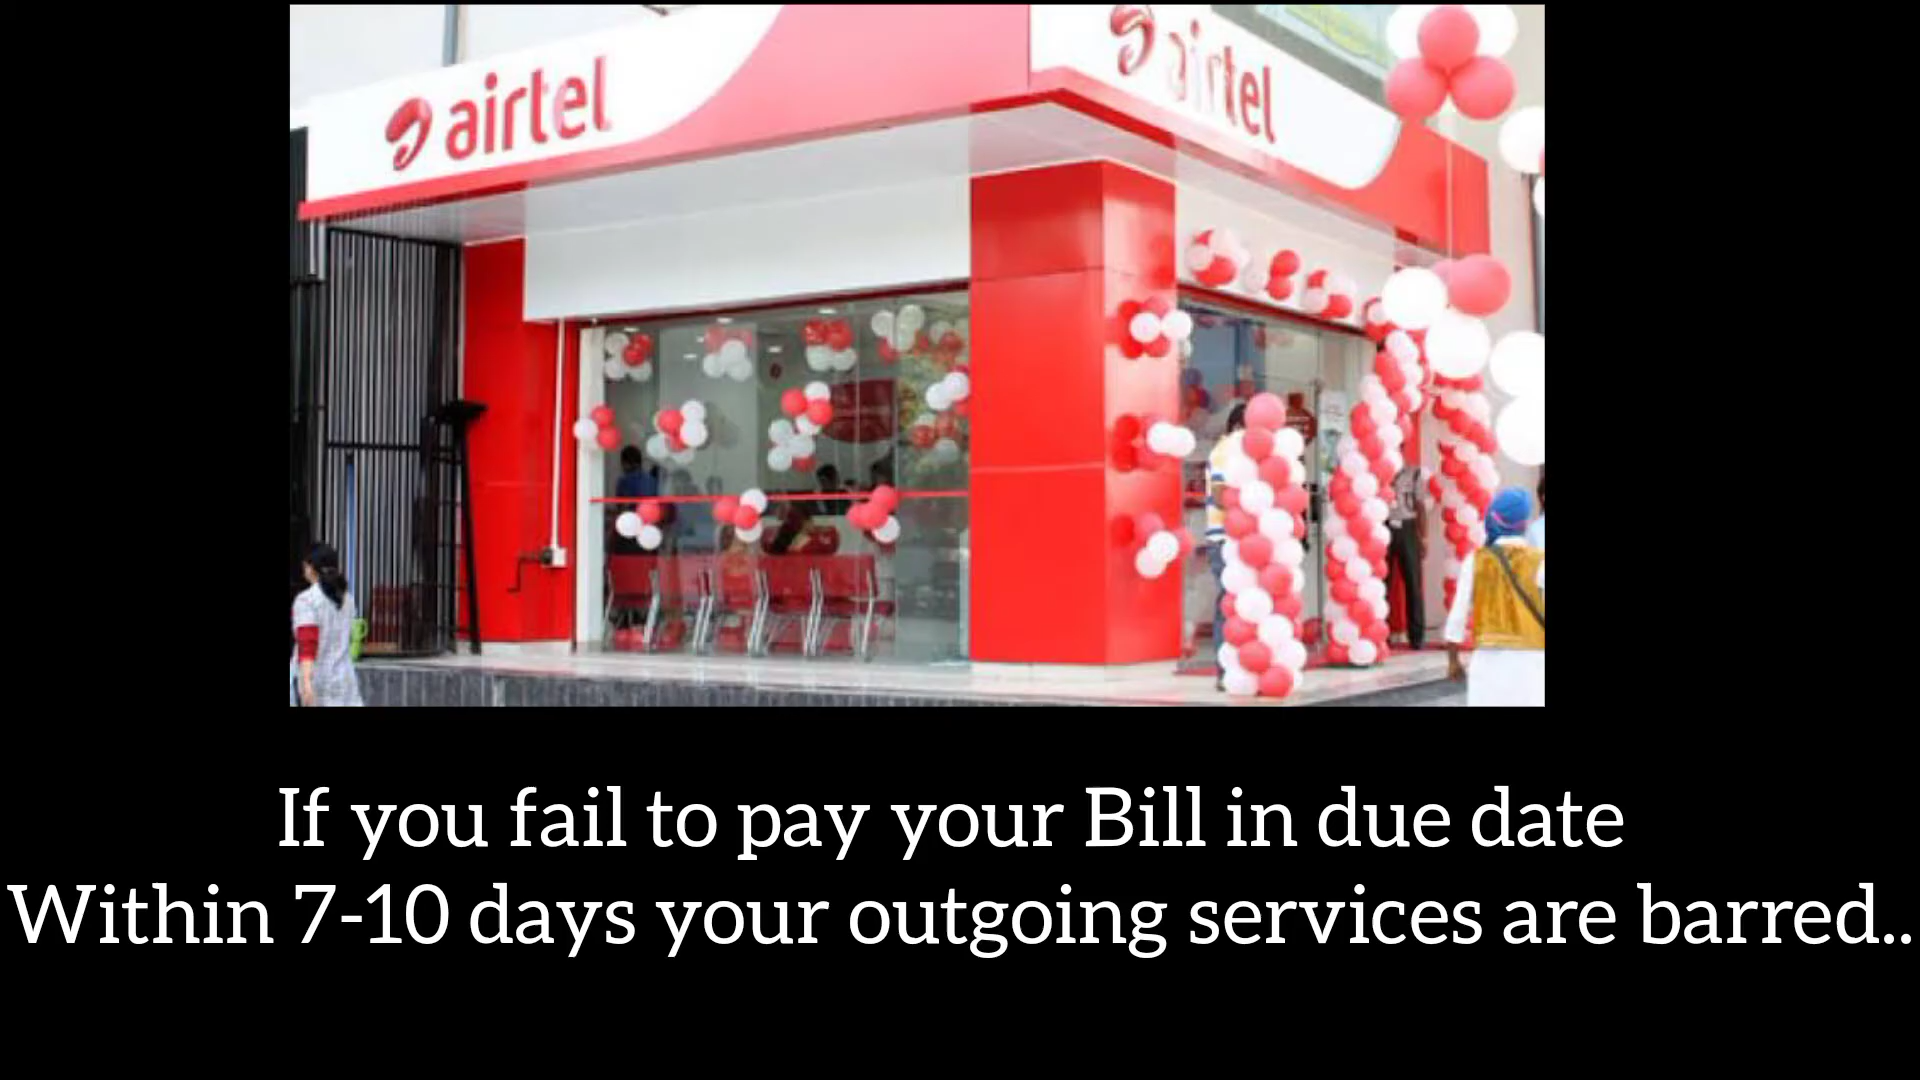 airtel
airtel
If you fail to pay your Bill in due date
Within 7-10 days your outgoing services are barred..